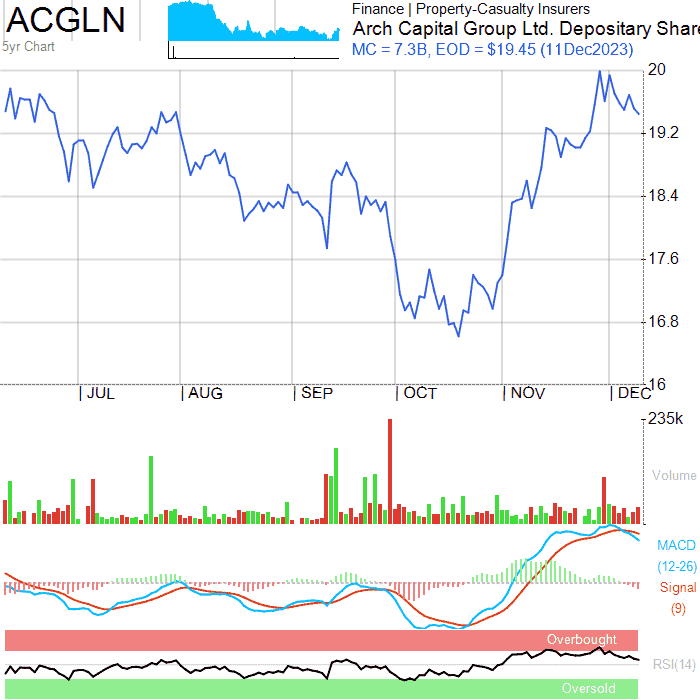 ACGLN
5yr Chart
Finance | Property-Casualty Insurers
Arch Capital Group Ltd. Depositary Share
MC = 7.3B, EOD = $19.45 (11Dec2023)
20
19.2
18.4
17.6
16.8
16
| JUL | AUG | SEP | OCT | NOV | DEC
235k
Volume
MACD
(12-26)
Signal
(9)
Overbought
RSI(14)
Oversold